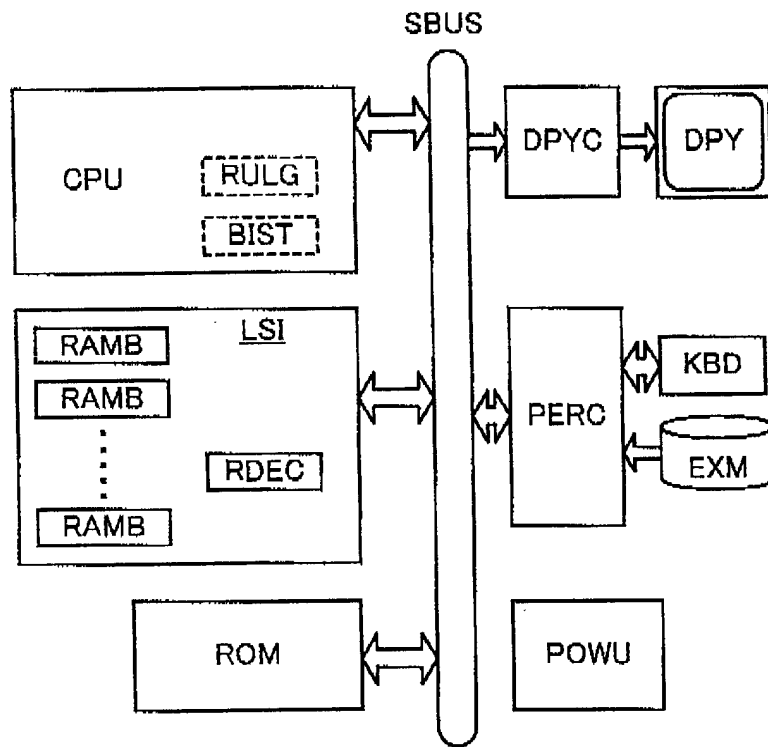 SBUS
CPU
RULG
BIST
DPYC
DPY
LSI
RAMB
RAMB
RDEC
RAMB
PERC
KBD
EXM
ROM
POWU